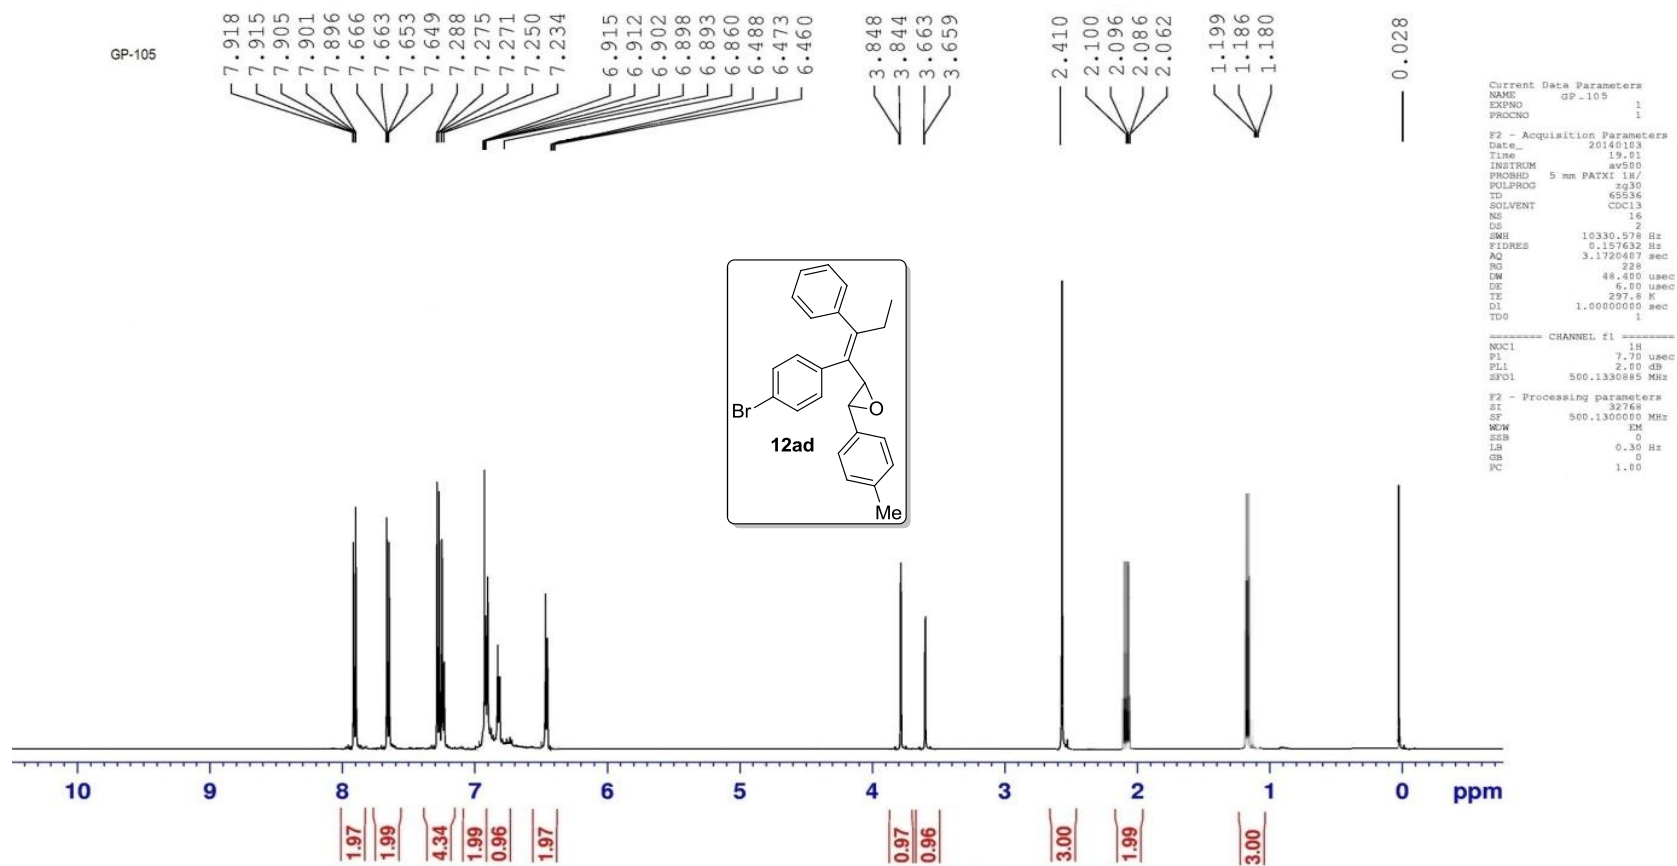 GP-105
7.918
7.915
7.905
7.901
7.896
7.666
7.663
7.653
7.649
7.288
7.275
7.271
7.250
7.234
6.915
6.912
6.902
6.898
6.893
6.860
6.488
6.473
6.460
3.848
3.844
3.663
3.659
2.410
2.100
2.096
2.086
2.062
1.199
1.186
1.180
0.028
Current Data Parameters
NAME GP-105
EXPNO 1
PROCNO 1
F2 - Acquisition Parameters
Date_ 20140103
Time 19.01
INSTRUM av500
PROBHD 5 mm PATXI 1H/
PULPROG zg30
TD 65536
SOLVENT CDCl3
NS 16
DS 2
SWH 10330.578 Hz
FIDRES 0.157632 Hz
AQ 3.1720407 sec
RG 228
DW 48.400 usec
DE 6.00 usec
TE 297.8 K
D1 1.00000000 sec
TD0 1
======== CHANNEL f1 ========
NUC1 1H
P1 7.70 usec
PL1 2.00 dB
SFO1 500.1330885 MHz
F2 - Processing parameters
SI 32768
SF 500.1300000 MHz
WDW EM
SSB 0
LB 0.30 Hz
GB 0
PC 1.00
Br
O
12ad
Me
10 9 8 7 6 5 4 3 2 1 0 ppm
1.97
1.99
4.34
1.99
0.96
1.97
0.97
0.96
3.00
1.99
3.00